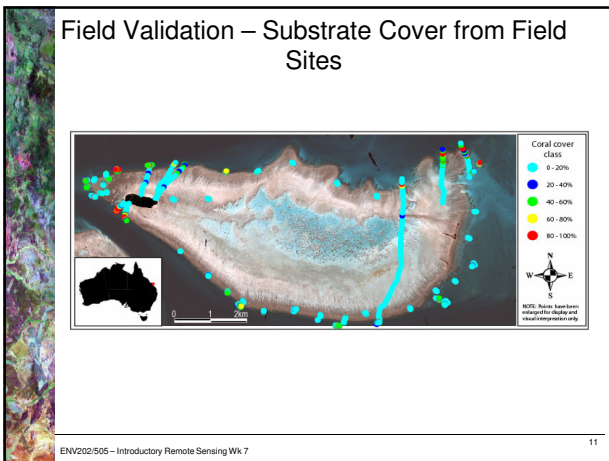 Field Validation – Substrate Cover from Field
Sites
Coral cover
class
0 - 20%
20 - 40%
40 - 60%
60 - 80%
80 - 100%
N
W
E
S
NOTE: Points have been
enlarged for display and
visual interpreation only.
0 1 2km
ENV202/505 – Introductory Remote Sensing Wk 7
11